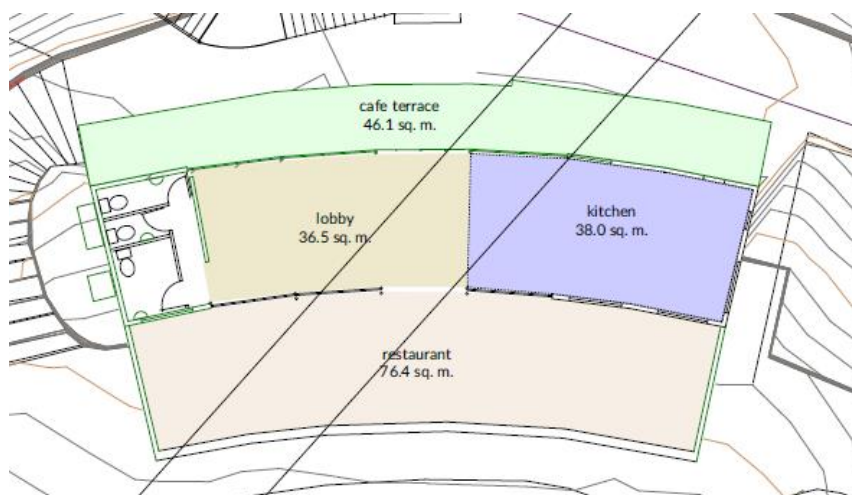 cafe terrace
46.1 sq. m.
lobby
36.5 sq. m.
kitchen
38.0 sq. m.
restaurant
76.4 sq. m.